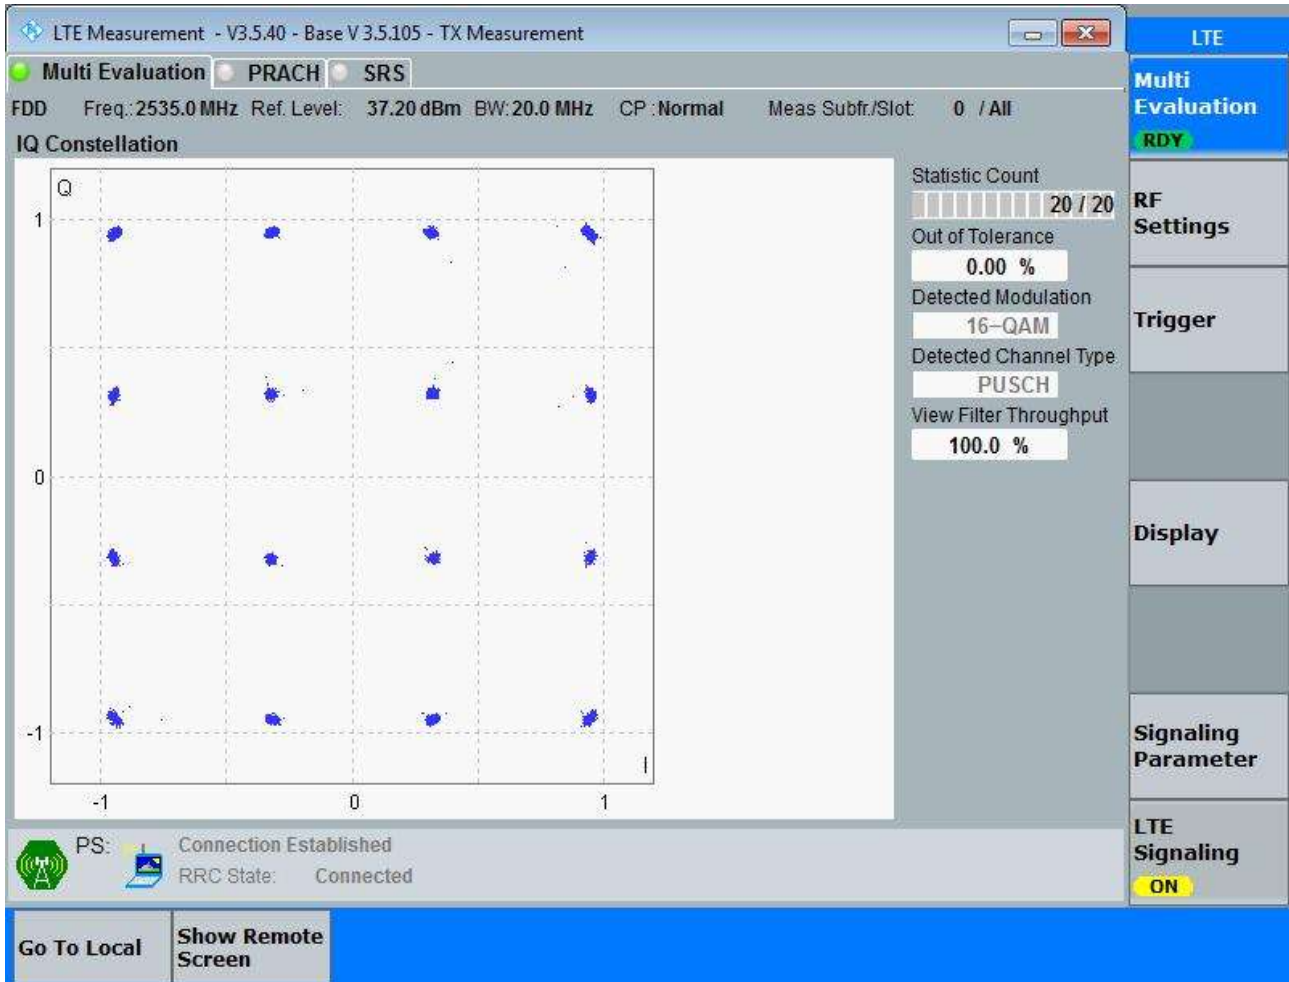 LTE Measurement - V3.5.40 - Base V 3.5.105 - TX Measurement
LTE
Multi Evaluation PRACH SRS
Multi
Evaluation
RDY
FDD Freq.: 2535.0 MHz Ref. Level: 37.20 dBm BW: 20.0 MHz CP : Normal Meas Subfr./Slot: 0 / All
IQ Constellation
Q
1
0
-1
-1 0 1
I
Statistic Count
20 / 20
Out of Tolerance
0.00 %
Detected Modulation
16-QAM
Detected Channel Type
PUSCH
View Filter Throughput
100.0 %
RF
Settings
Trigger
Display
Signaling
Parameter
LTE
Signaling
ON
PS: Connection Established
RRC State: Connected
Go To Local
Show Remote
Screen